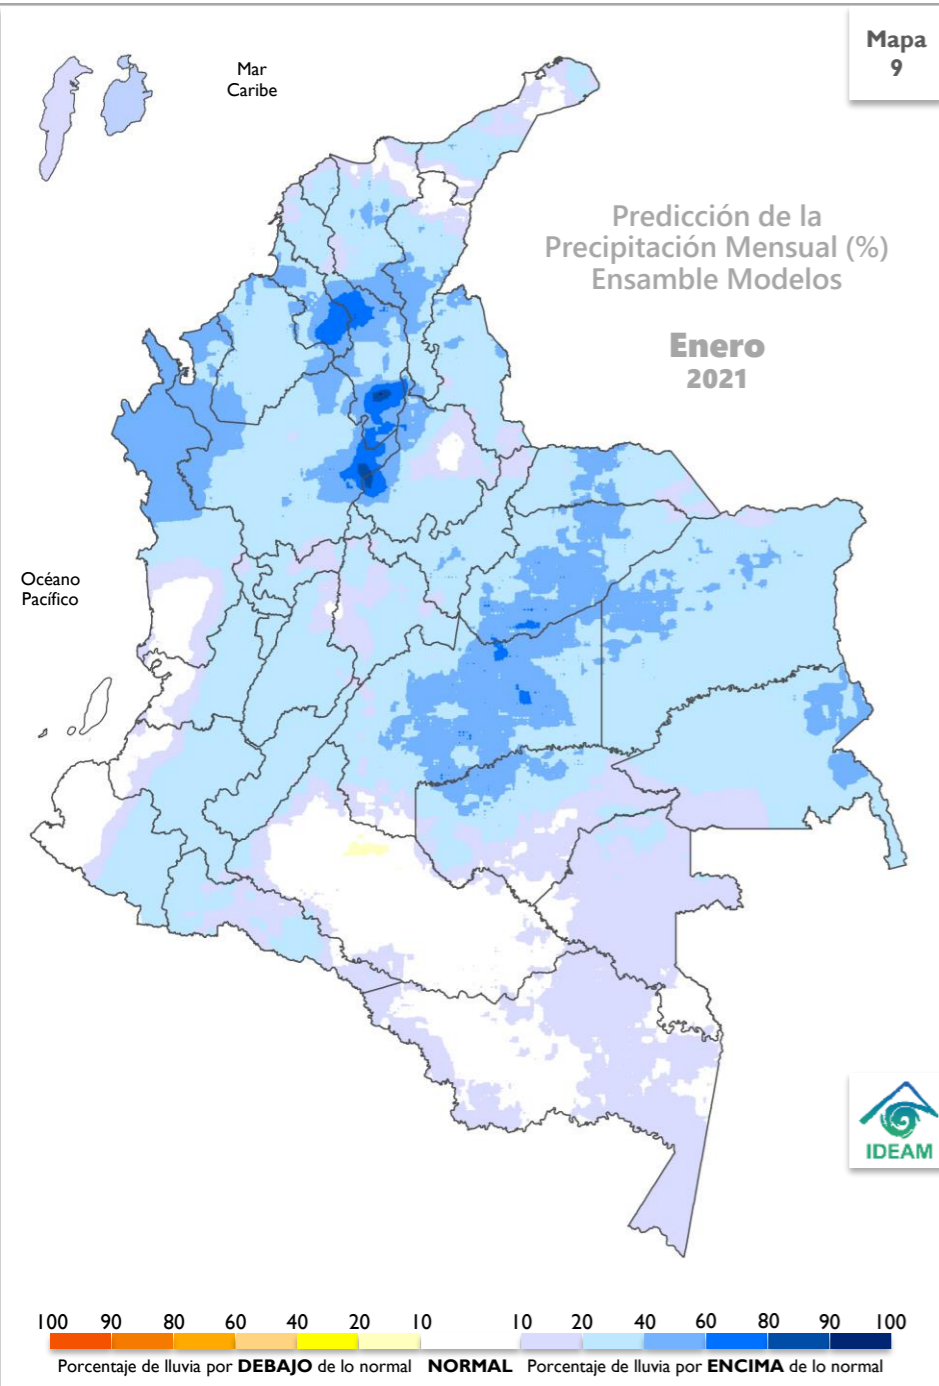 Mapa
9
Mar
Caribe
Predicción de la
Precipitación Mensual (%)
Ensamble Modelos
Enero
2021
Océano
Pacífico
IDEAM
100 90 80 60 40 20 10 10 20 40 60 80 90 100
Porcentaje de lluvia por DEBAJO de lo normal NORMAL Porcentaje de lluvia por ENCIMA de lo normal